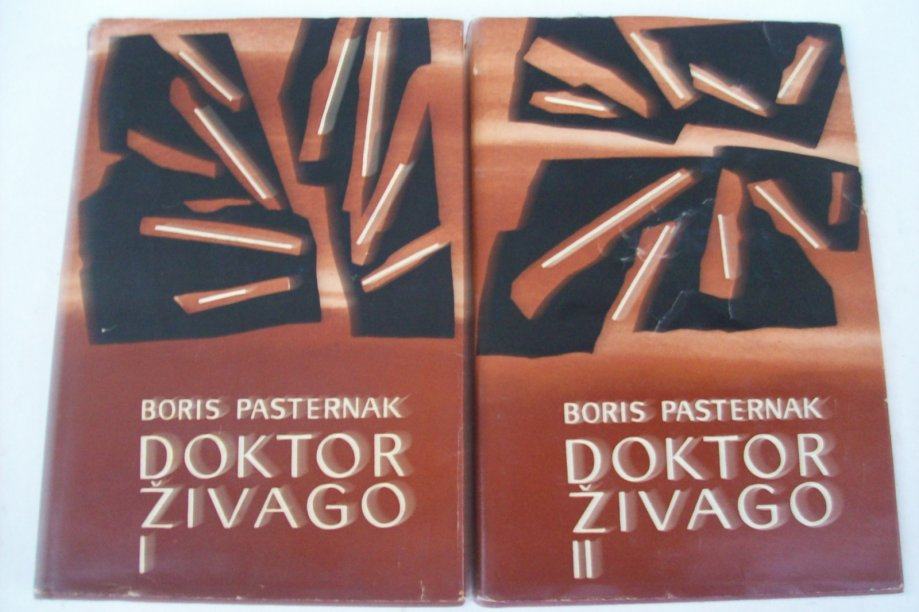 BORIS PASTERNAK
DOKTOR
ŽIVAGO
I
BORIS PASTERNAK
DOKTOR
ŽIVAGO
II